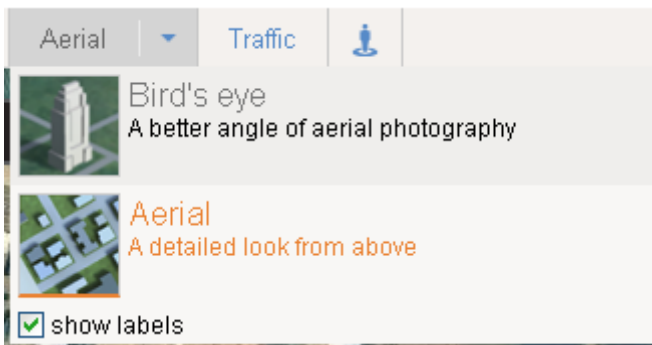 Aerial Traffic
Bird's eye
A better angle of aerial photography
Aerial
A detailed look from above
show labels